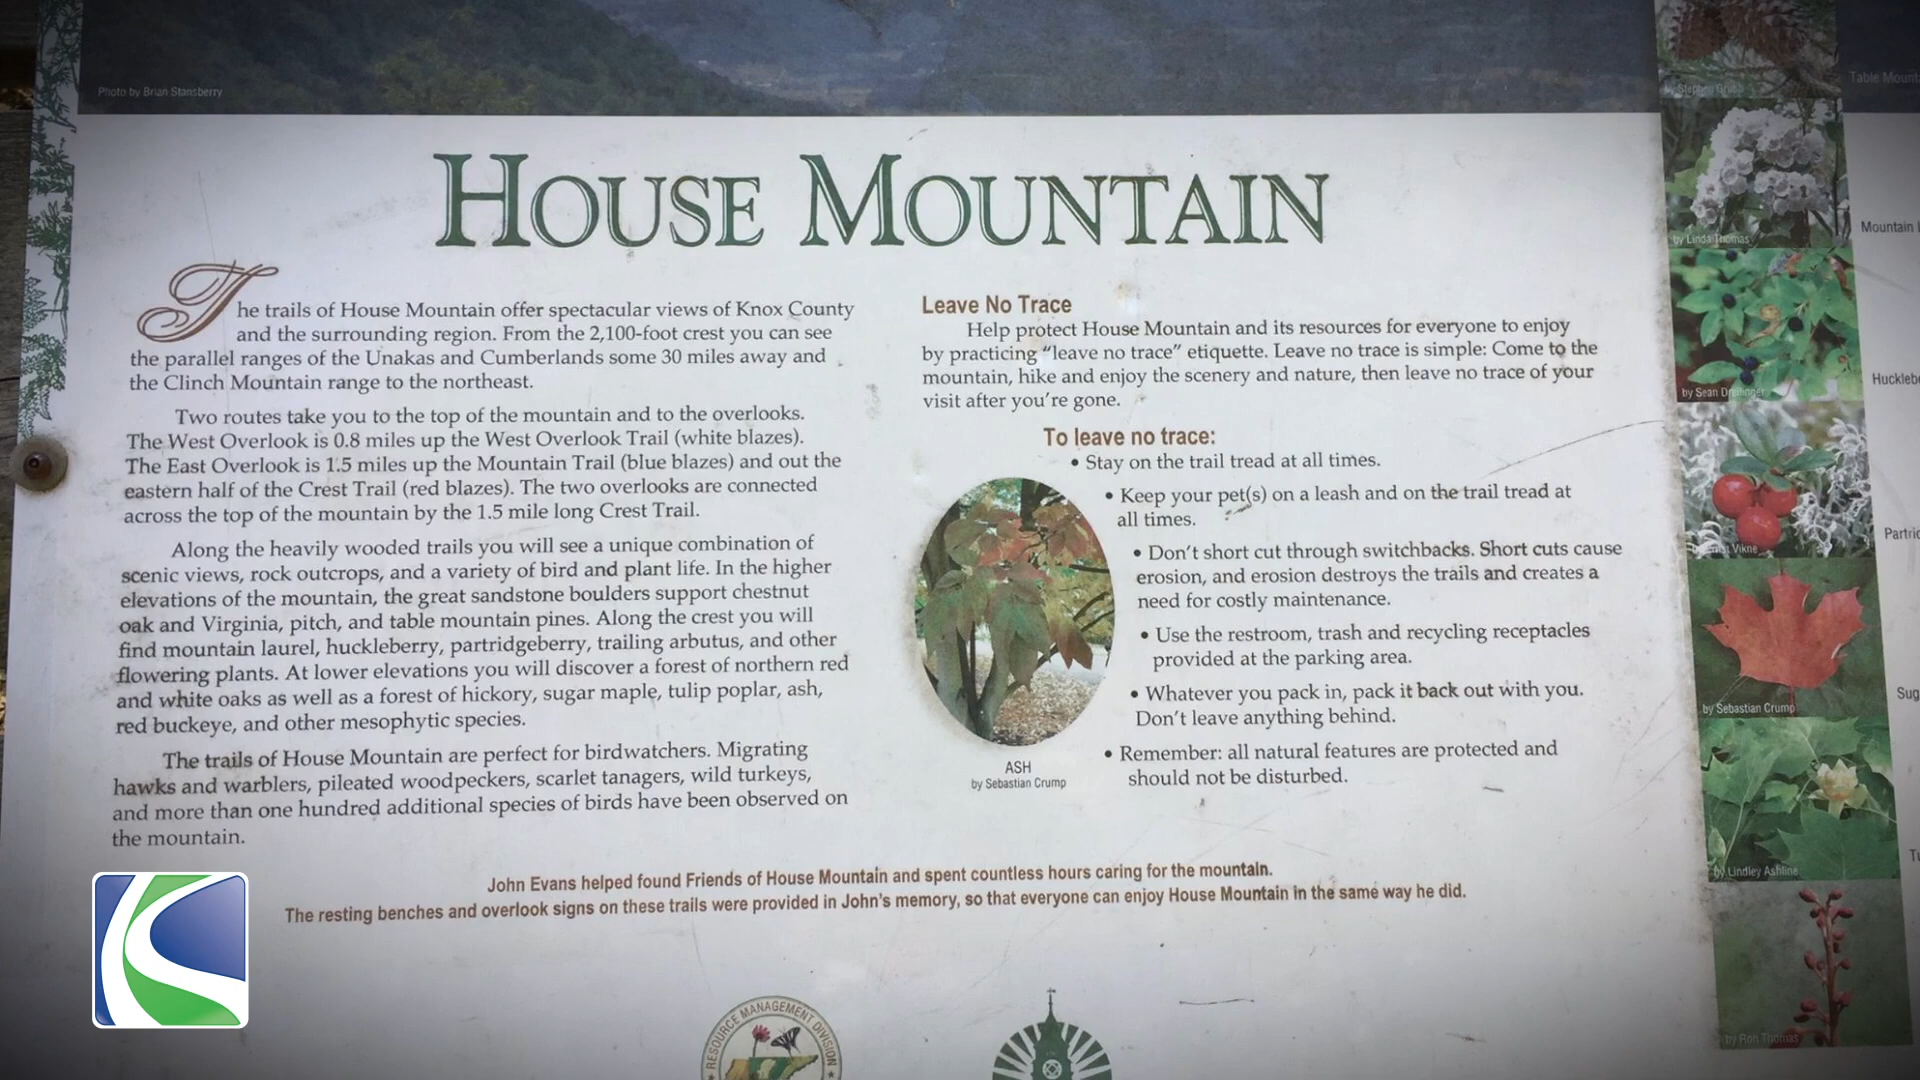 Photo by Brian Stansberry
HOUSE MOUNTAIN
The trails of House Mountain offer spectacular views of Knox County
and the surrounding region. From the 2,100-foot crest you can see
the parallel ranges of the Unakas and Cumberlands some 30 miles away and
the Clinch Mountain range to the northeast.
Two routes take you to the top of the mountain and to the overlooks.
The West Overlook is 0.8 miles up the West Overlook Trail (white blazes).
The East Overlook is 1.5 miles up the Mountain Trail (blue blazes) and out the
eastern half of the Crest Trail (red blazes). The two overlooks are connected
across the top of the mountain by the 1.5 mile long Crest Trail.
Along the heavily wooded trails you will see a unique combination of
scenic views, rock outcrops, and a variety of bird and plant life. In the higher
elevations of the mountain, the great sandstone boulders support chestnut
oak and Virginia, pitch, and table mountain pines. Along the crest you will
find mountain laurel, huckleberry, partridgeberry, trailing arbutus, and other
flowering plants. At lower elevations you will discover a forest of northern red
and white oaks as well as a forest of hickory, sugar maple, tulip poplar, ash,
red buckeye, and other mesophytic species.
The trails of House Mountain are perfect for birdwatchers. Migrating
hawks and warblers, pileated woodpeckers, scarlet tanagers, wild turkeys,
and more than one hundred additional species of birds have been observed on
the mountain.
Leave No Trace
Help protect House Mountain and its resources for everyone to enjoy
by practicing “leave no trace” etiquette. Leave no trace is simple: Come to the
mountain, hike and enjoy the scenery and nature, then leave no trace of your
visit after you’re gone.
To leave no trace:
• Stay on the trail tread at all times.
• Keep your pet(s) on a leash and on the trail tread at
all times.
• Don’t short cut through switchbacks. Short cuts cause
erosion, and erosion destroys the trails and creates a
need for costly maintenance.
• Use the restroom, trash and recycling receptacles
provided at the parking area.
• Whatever you pack in, pack it back out with you.
Don’t leave anything behind.
• Remember: all natural features are protected and
should not be disturbed.
ASH
by Sebastian Crump
John Evans helped found Friends of House Mountain and spent countless hours caring for the mountain.
The resting benches and overlook signs on these trails were provided in John’s memory, so that everyone can enjoy House Mountain in the same way he did.
RESOURCE MANAGEMENT DIVISION
Table Mount
by Linda Thomas
Mountain
by Sean
Huckleb
Vikne
Partri
by Sebastian Crump
Sug
by Lindley Ashline
Tu
by Ron Thomas